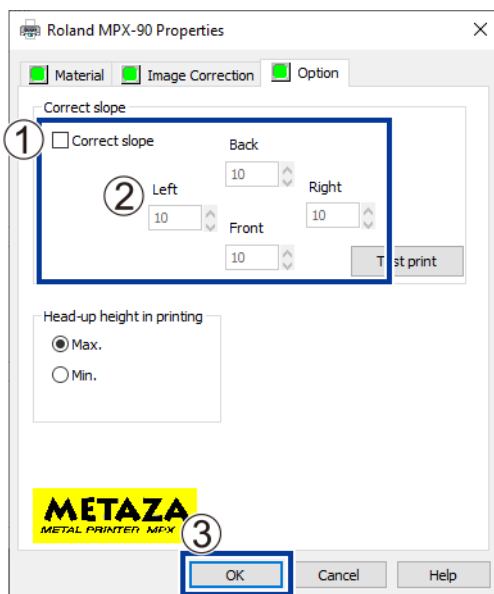 Roland MPX-90 Properties
Material Image Correction Option
Correct slope
① Correct slope
Back
10
② Left
10
Right
10
Front
10
Test print
Head-up height in printing
Max.
Min.
METAZA
METAL PRINTER MPX
③
OK Cancel Help